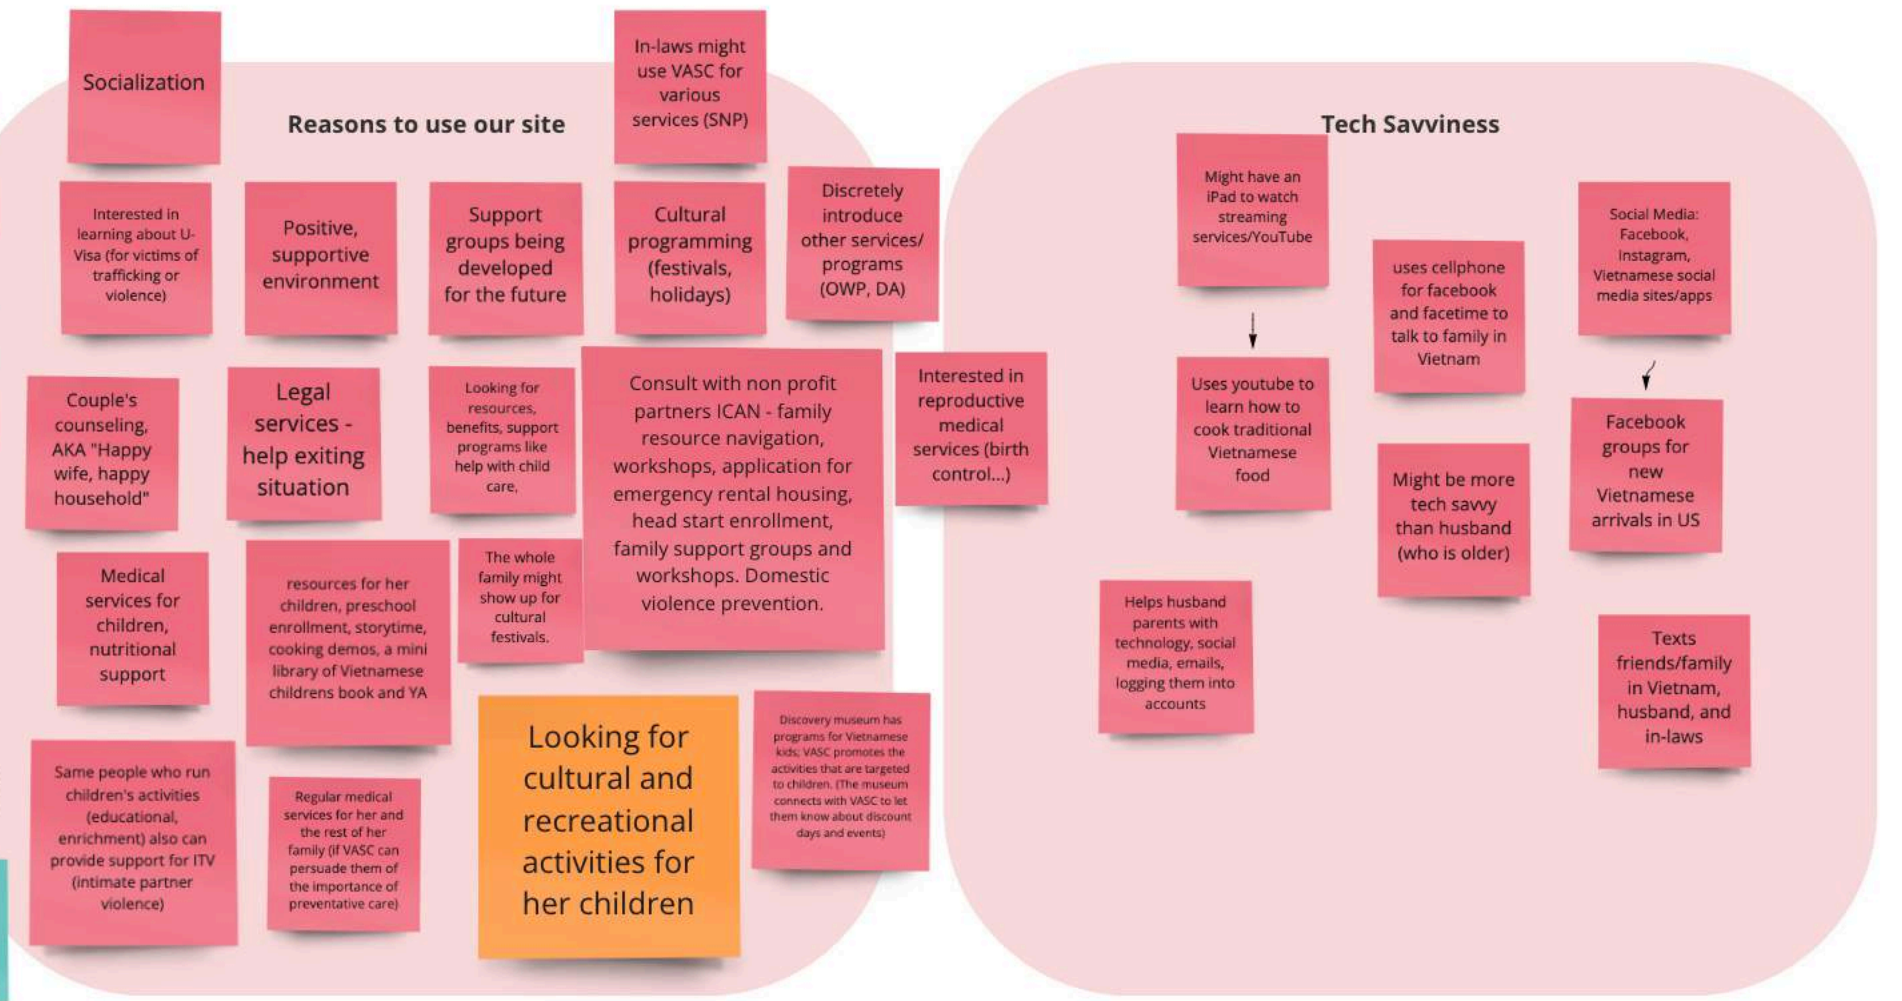 Socialization
In-laws might
use VASC for
various
services (SNP)
Reasons to use our site
Interested in
learning about U-
Visa (for victims of
trafficking or
violence)
Positive,
supportive
environment
Support
groups being
developed
for the future
Cultural
programming
(festivals,
holidays)
Discretely
introduce
other services/
programs
(OWP, DA)
Couple's
counseling,
AKA "Happy
wife, happy
household"
Legal
services -
help exiting
situation
Looking for
resources,
benefits, support
programs like
help with child
care,
Consult with non profit
partners ICAN - family
resource navigation,
workshops, application for
emergency rental housing,
head start enrollment,
family support groups and
workshops. Domestic
violence prevention.
Interested in
reproductive
medical
services (birth
control...)
Medical
services for
children,
nutritional
support
resources for her
children, preschool
enrollment, storytime,
cooking demos, a mini
library of Vietnamese
childrens book and YA
The whole
family might
show up for
cultural
festivals.
Same people who run
children's activities
(educational,
enrichment) also can
provide support for ITV
(intimate partner
violence)
Regular medical
services for her and
the rest of her
family (if VASC can
persuade them of
the importance of
preventative care)
Looking for
cultural and
recreational
activities for
her children
Discovery museum has
programs for Vietnamese
kids; VASC promotes the
activities that are targeted
to children. (The museum
connects with VASC to let
them know about discount
days and events)
Tech Savviness
Might have an
iPad to watch
streaming
services/YouTube
Uses youtube to
learn how to
cook traditional
Vietnamese
food
uses cellphone
for facebook
and facetime to
talk to family in
Vietnam
Social Media:
Facebook,
Instagram,
Vietnamese social
media sites/apps
Facebook
groups for
new
Vietnamese
arrivals in US
Might be more
tech savvy
than husband
(who is older)
Helps husband
parents with
technology, social
media, emails,
logging them into
accounts
Texts
friends/family
in Vietnam,
husband, and
in-laws